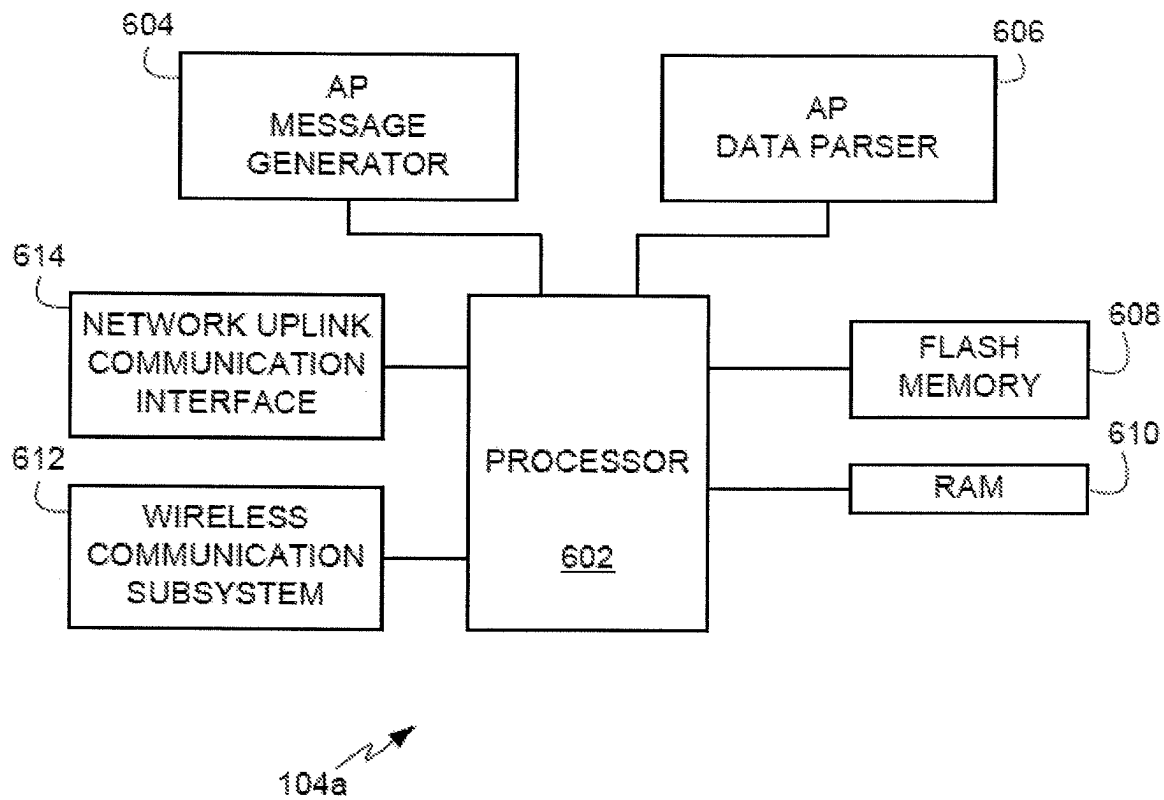 604
AP
MESSAGE
GENERATOR
606
AP
DATA PARSER
614
NETWORK UPLINK
COMMUNICATION
INTERFACE
608
FLASH
MEMORY
612
WIRELESS
COMMUNICATION
SUBSYSTEM
PROCESSOR
602
610
RAM
104a